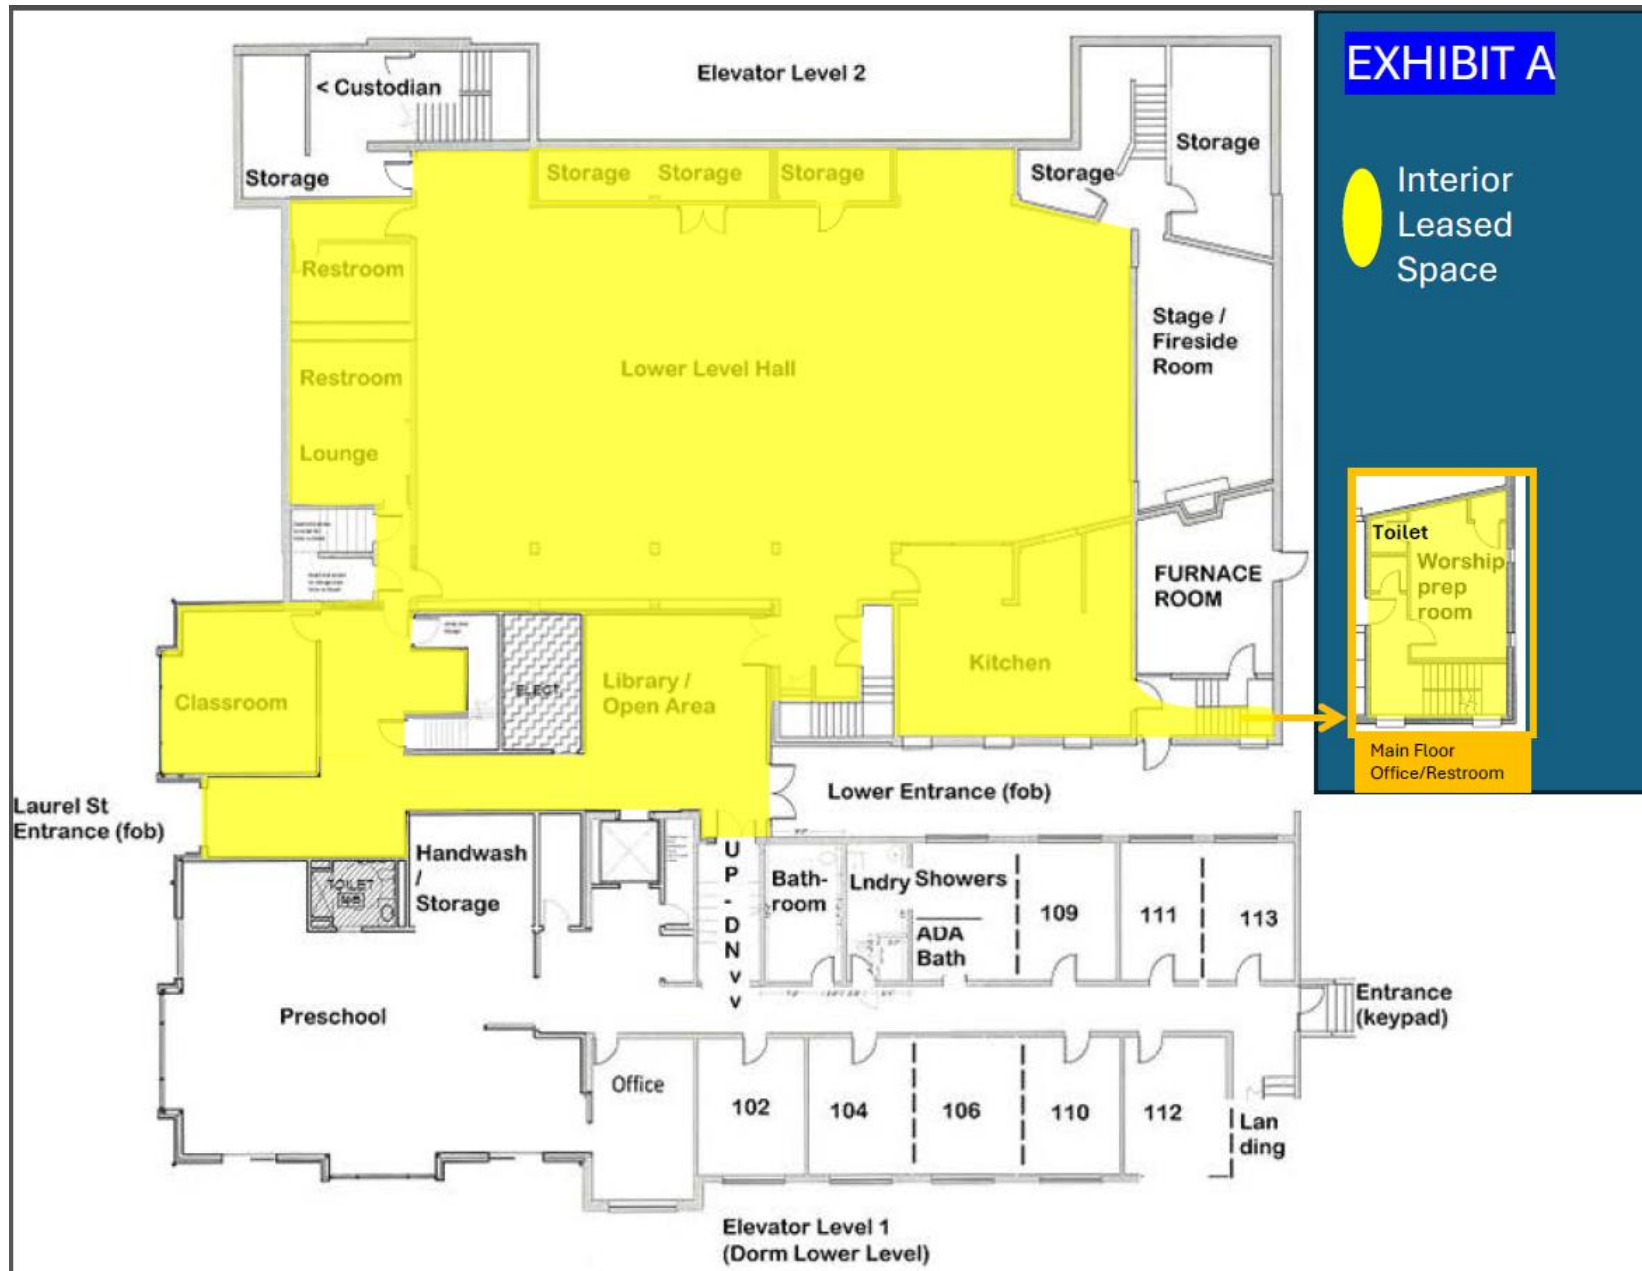 EXHIBIT A
Interior
Leased
Space
Elevator Level 2
< Custodian
Storage
Storage
Storage
Storage
Storage
Storage
Restroom
Restroom
Lounge
Lower Level Hall
Stage /
Fireside
Room
FURNACE
ROOM
Toilet
Worship
prep
room
Main Floor
Office/Restroom
Classroom
ELECT.
Library /
Open Area
Kitchen
Laurel St
Entrance (fob)
Lower Entrance (fob)
Handwash
/
Storage
TOILET
U
P
-
D
N
v
v
Bath-
room
Lndry
Showers
ADA
Bath
109
111
113
Entrance
(keypad)
Preschool
Office
102
104
106
110
112
Lan
ding
Elevator Level 1
(Dorm Lower Level)